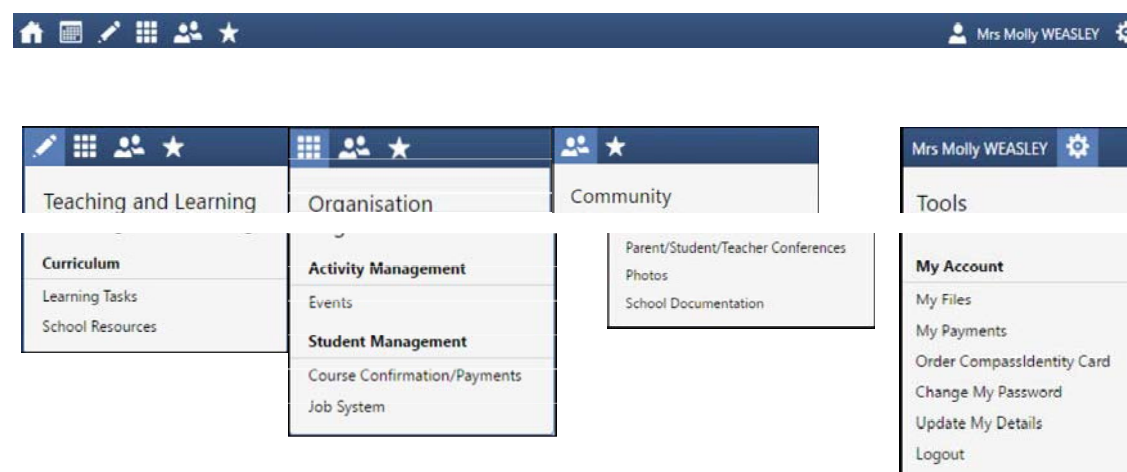 Mrs Molly WEASLEY
Teaching and Learning
Curriculum
Learning Tasks
School Resources
Organisation
Activity Management
Events
Student Management
Course Confirmation/Payments
Job System
Community
Parent/Student/Teacher Conferences
Photos
School Documentation
Mrs Molly WEASLEY
Tools
My Account
My Files
My Payments
Order CompassIdentity Card
Change My Password
Update My Details
Logout